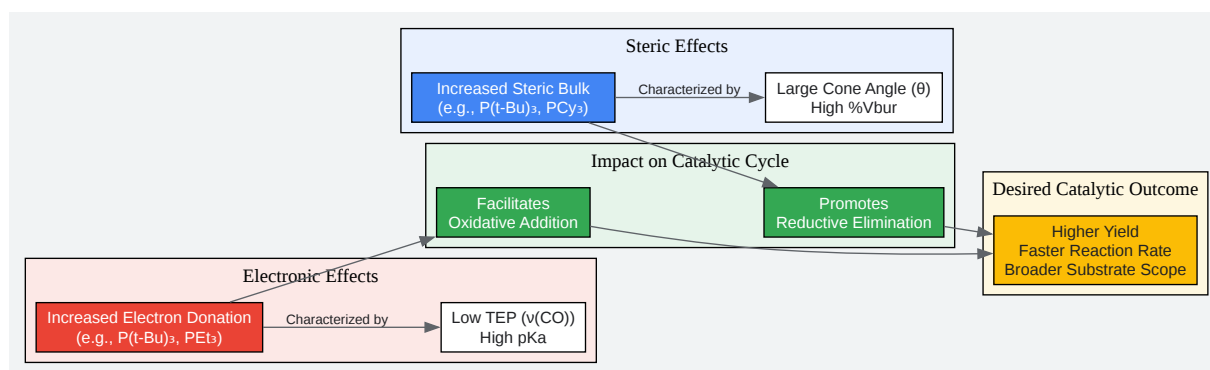 Steric Effects
Increased Steric Bulk
(e.g., P(t-Bu)₃, PCy₃)
Characterized by
Large Cone Angle (θ)
High %Vbur
Impact on Catalytic Cycle
Facilitates
Oxidative Addition
Promotes
Reductive Elimination
Desired Catalytic Outcome
Higher Yield
Faster Reaction Rate
Broader Substrate Scope
Electronic Effects
Increased Electron Donation
(e.g., P(t-Bu)₃, PEt₃)
Characterized by
Low TEP (ν(CO))
High pKa